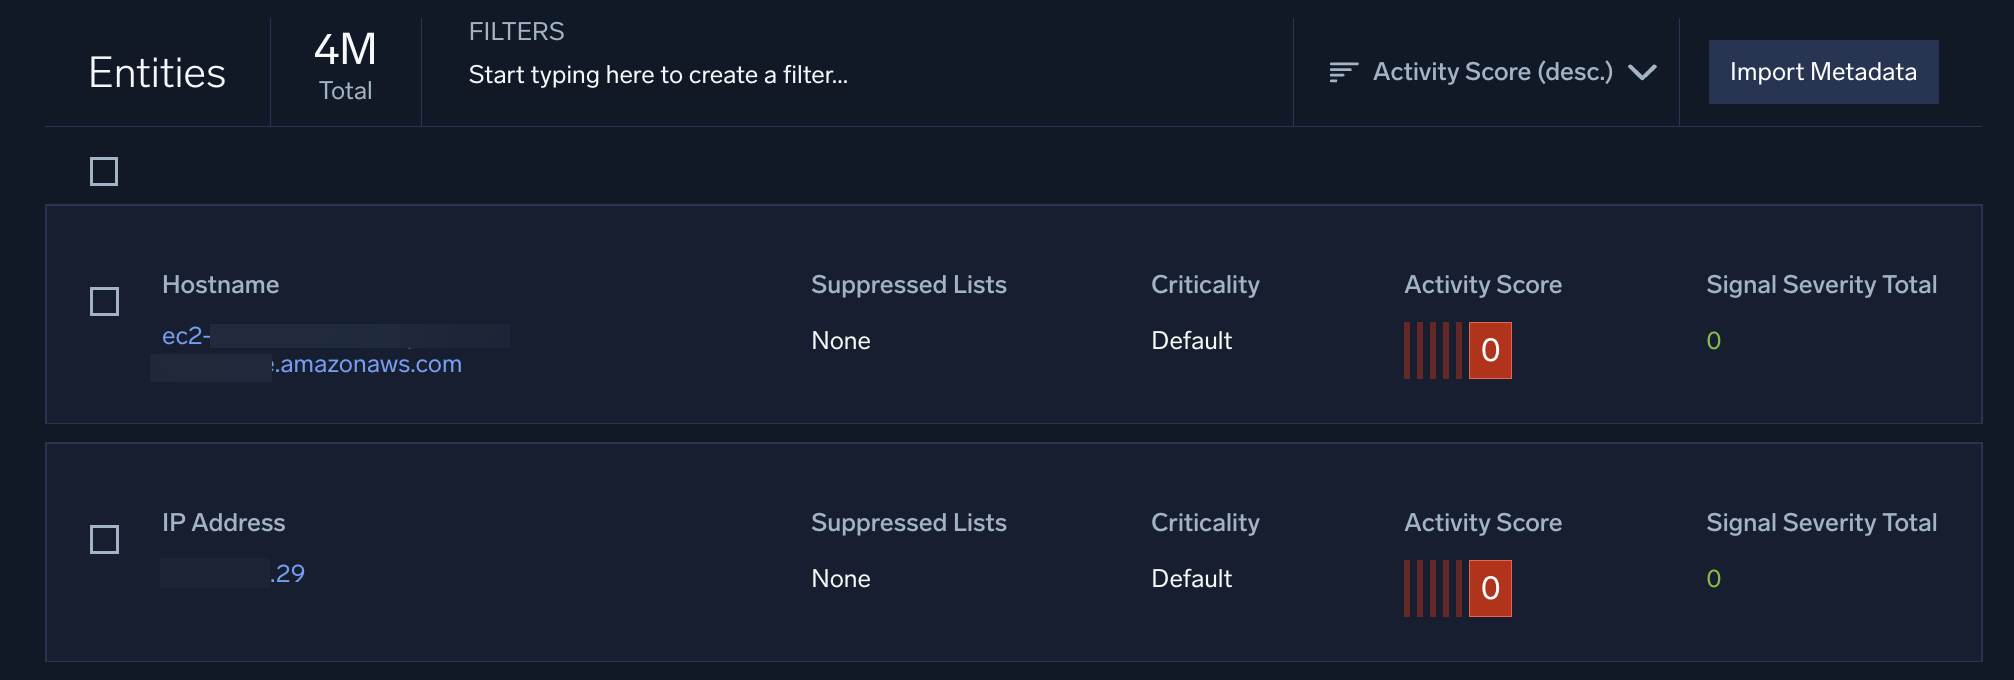 Entities
4M
Total
FILTERS
Start typing here to create a filter...
Activity Score (desc.)
Import Metadata
Hostname
Suppressed Lists
Criticality
Activity Score
Signal Severity Total
ec2-
.amazonaws.com
None
Default
0
0
IP Address
Suppressed Lists
Criticality
Activity Score
Signal Severity Total
.29
None
Default
0
0